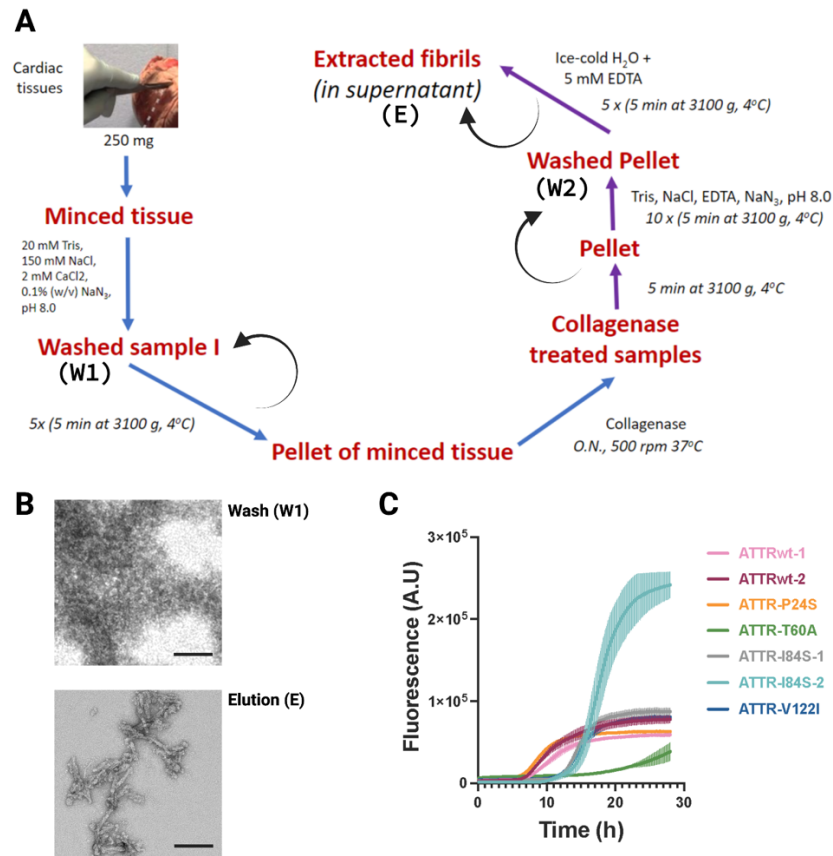 A
Cardiac
tissues
250 mg
Minced tissue
20 mM Tris,
150 mM NaCl,
2 mM CaCl2,
0.1% (w/v) NaN₃,
pH 8.0
Washed sample I
(W1)
5x (5 min at 3100 g, 4°C)
Pellet of minced tissue
Collagenase
O.N., 500 rpm 37°C
Collagenase
treated samples
5 min at 3100 g, 4°C
Pellet
Tris, NaCl, EDTA, NaN₃, pH 8.0
10 x (5 min at 3100 g, 4°C)
Washed Pellet
(W2)
Ice-cold H₂O +
5 mM EDTA
5 x (5 min at 3100 g, 4°C)
Extracted fibrils
(in supernatant)
(E)
B
Wash (W1)
Elution (E)
C
3×10⁵
2×10⁵
1×10⁵
0
Fluorescence (A.U)
0 10 20 30
Time (h)
ATTRwt-1
ATTRwt-2
ATTR-P24S
ATTR-T60A
ATTR-I84S-1
ATTR-I84S-2
ATTR-V122I